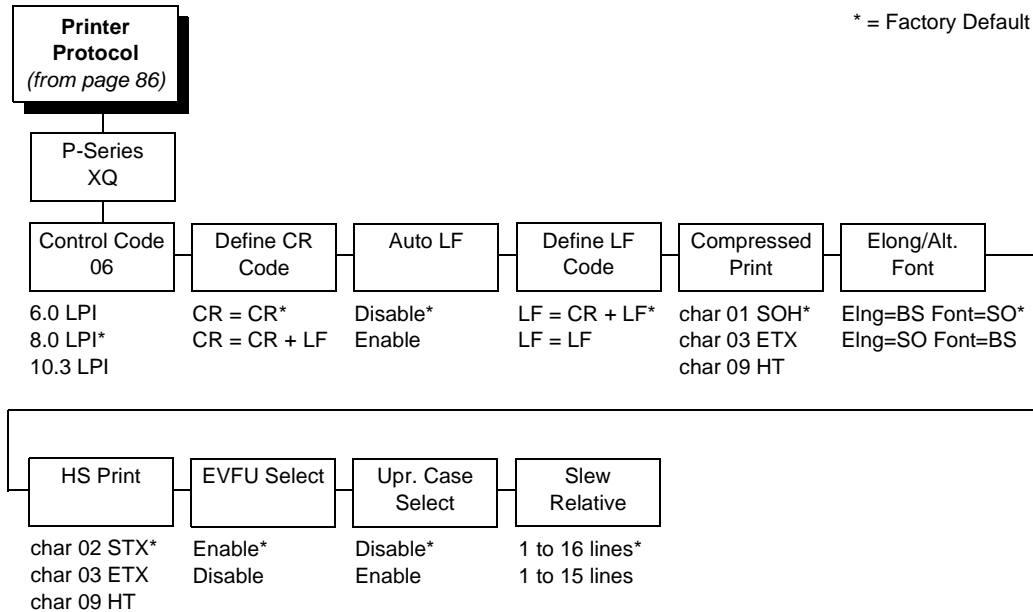 Printer
Protocol
(from page 86)
* = Factory Default
P-Series
XQ
Control Code
06
6.0 LPI
8.0 LPI*
10.3 LPI
Define CR
Code
CR = CR*
CR = CR + LF
Auto LF
Disable*
Enable
Define LF
Code
LF = CR + LF*
LF = LF
Compressed
Print
char 01 SOH*
char 03 ETX
char 09 HT
Elong/Alt.
Font
Elng=BS Font=SO*
Elng=SO Font=BS
HS Print
char 02 STX*
char 03 ETX
char 09 HT
EVFU Select
Enable*
Disable
Upr. Case
Select
Disable*
Enable
Slew
Relative
1 to 16 lines*
1 to 15 lines